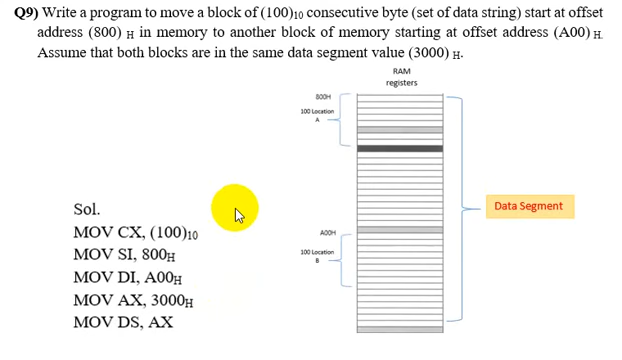 Q9) Write a program to move a block of (100)10 consecutive byte (set of data string) start at offset
address (800) H in memory to another block of memory starting at offset address (A00) H.
Assume that both blocks are in the same data segment value (3000) H.
RAM
registers
800H
100 Location
A
Data Segment
A00H
100 Location
B
Sol.
MOV CX, (100)10
MOV SI, 800H
MOV DI, A00H
MOV AX, 3000H
MOV DS, AX